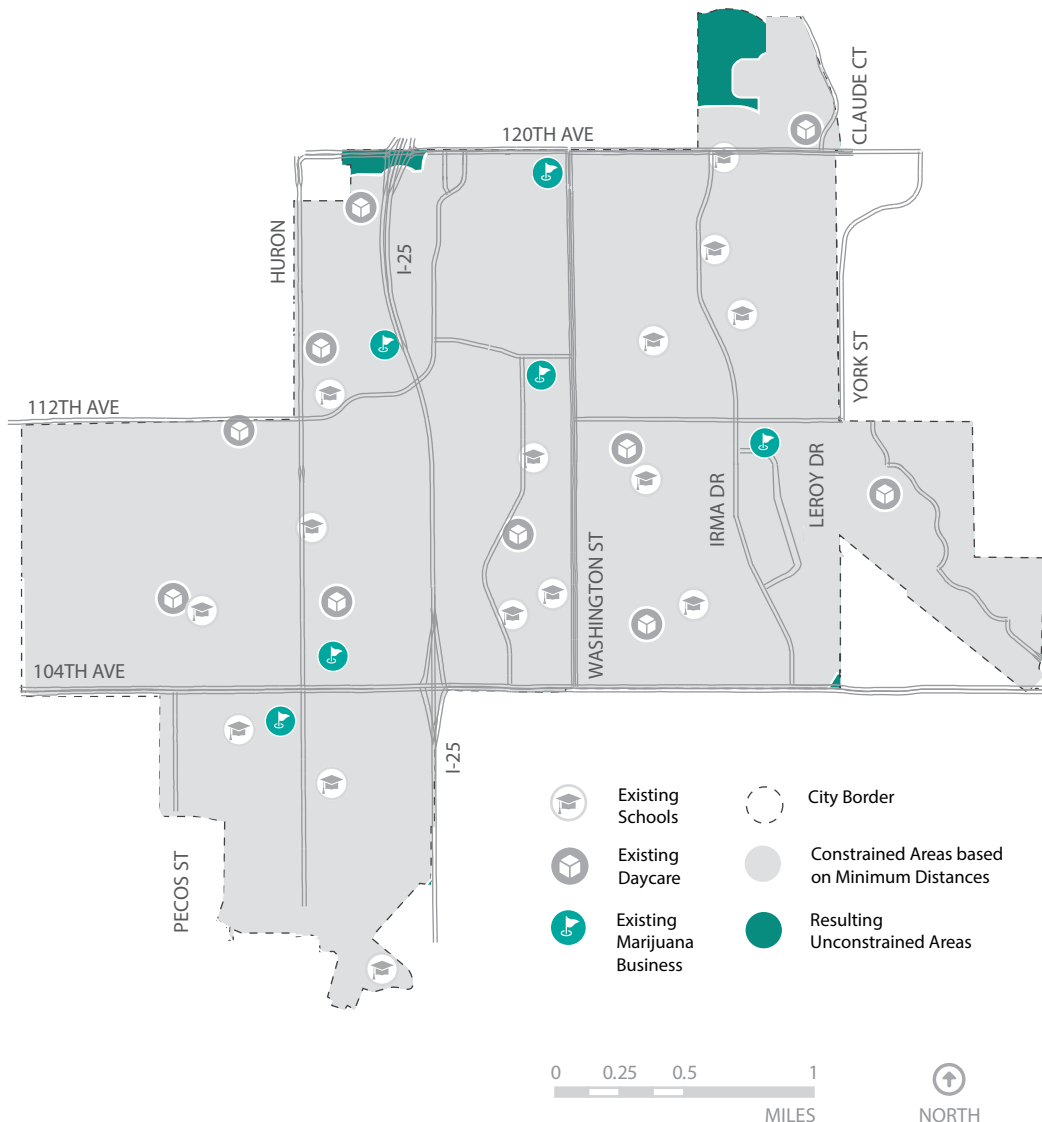 CLAUDE CT
120TH AVE
HURON
I-25
YORK ST
112TH AVE
LEROY DR
IRMA DR
WASHINGTON ST
104TH AVE
I-25
PECOS ST
Existing
Schools
City Border
Existing
Daycare
Constrained Areas based
on Minimum Distances
Existing
Marijuana
Business
Resulting
Unconstrained Areas
0 0.25 0.5 1
MILES
NORTH